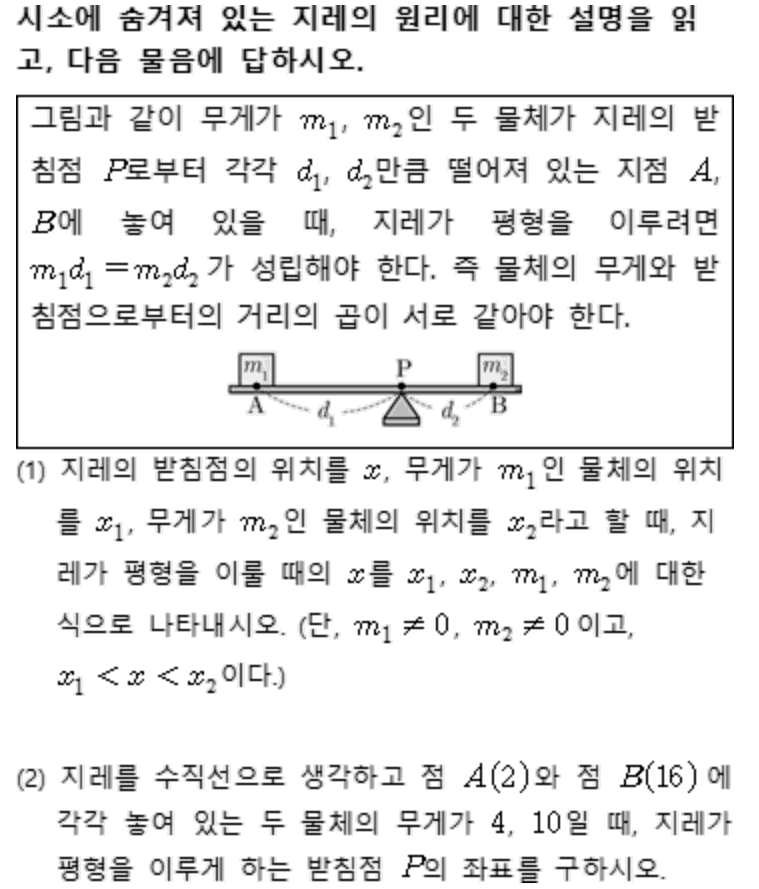 시소에 숨겨져 있는 지레의 원리에 대한 설명을 읽
고, 다음 물음에 답하시오.
그림과 같이 무게가 m₁, m₂인 두 물체가 지레의 받
침점 P로부터 각각 d₁, d₂만큼 떨어져 있는 지점 A,
B에 놓여 있을 때, 지레가 평형을 이루려면
m₁d₁ = m₂d₂가 성립해야 한다. 즉 물체의 무게와 받
침점으로부터의 거리의 곱이 서로 같아야 한다.
m₁ P m₂
A d₁ d₂ B
(1) 지레의 받침점의 위치를 x, 무게가 m₁인 물체의 위치
를 x₁, 무게가 m₂인 물체의 위치를 x₂라고 할 때, 지
레가 평형을 이룰 때의 x를 x₁, x₂, m₁, m₂에 대한
식으로 나타내시오. (단, m₁ ≠ 0, m₂ ≠ 0이고,
x₁ < x < x₂이다.)
(2) 지레를 수직선으로 생각하고 점 A(2)와 점 B(16)에
각각 놓여 있는 두 물체의 무게가 4, 10일 때, 지레가
평형을 이루게 하는 받침점 P의 좌표를 구하시오.